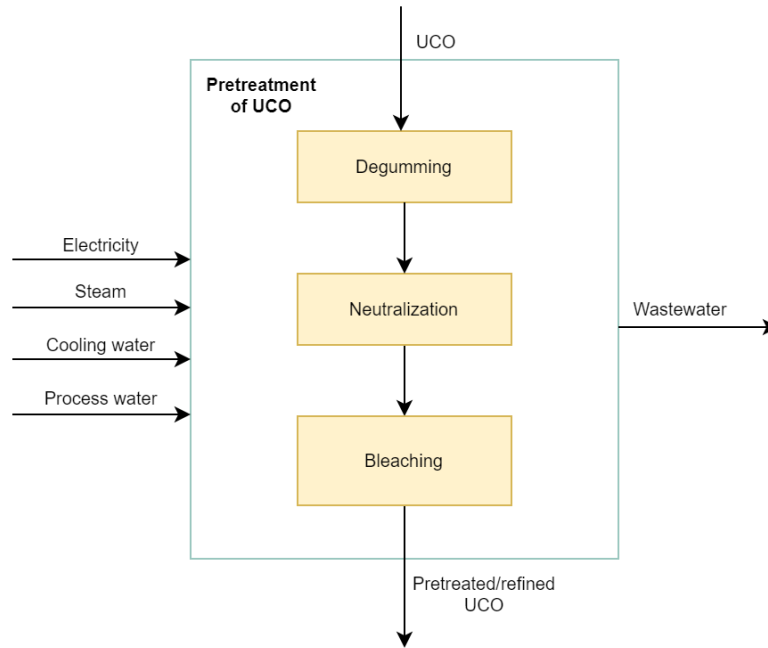 UCO
Pretreatment
of UCO
Degumming
Electricity
Steam
Neutralization
Wastewater
Cooling water
Process water
Bleaching
Pretreated/refined
UCO